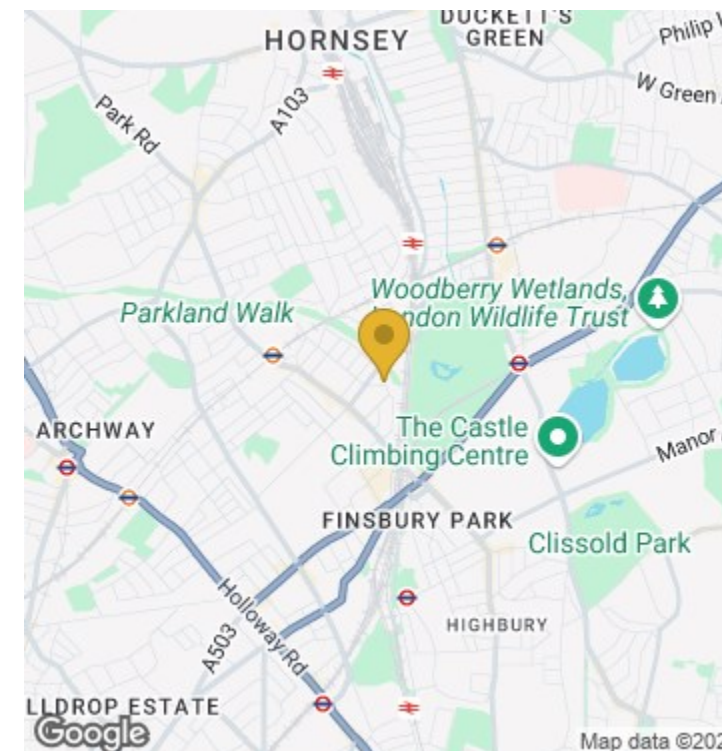 DUCKETT'S
GREEN
HORNSEY
Philip
W Green
A103
Park Rd
Woodberry Wetlands,
London Wildlife Trust
Parkland Walk
The Castle
Climbing Centre
ARCHWAY
Manor
FINSBURY PARK
Clissold Park
Holloway Rd
HIGHBURY
A503
LLDROP ESTATE
Google
Map data ©202